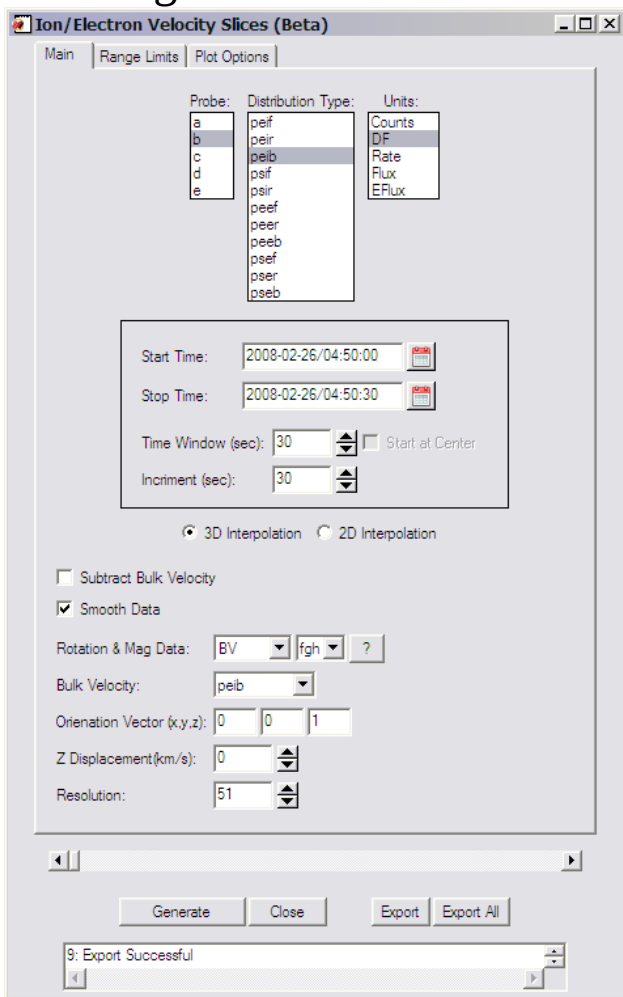 Ion/Electron Velocity Slices (Beta)
Main Range Limits Plot Options
Probe: Distribution Type: Units:
a peif Counts
b peir DF
c peib Rate
d psif Flux
e psir EFlux
peef
peer
peeb
psef
pser
pseb
Start Time: 2008-02-26/04:50:00
Stop Time: 2008-02-26/04:50:30
Time Window (sec): 30 Start at Center
Incriment (sec): 30
3D Interpolation 2D Interpolation
Subtract Bulk Velocity
Smooth Data
Rotation & Mag Data: BV fgh ?
Bulk Velocity: peib
Orienation Vector (x,y,z): 0 0 1
Z Displacement(km/s): 0
Resolution: 51
Generate Close Export Export All
9: Export Successful